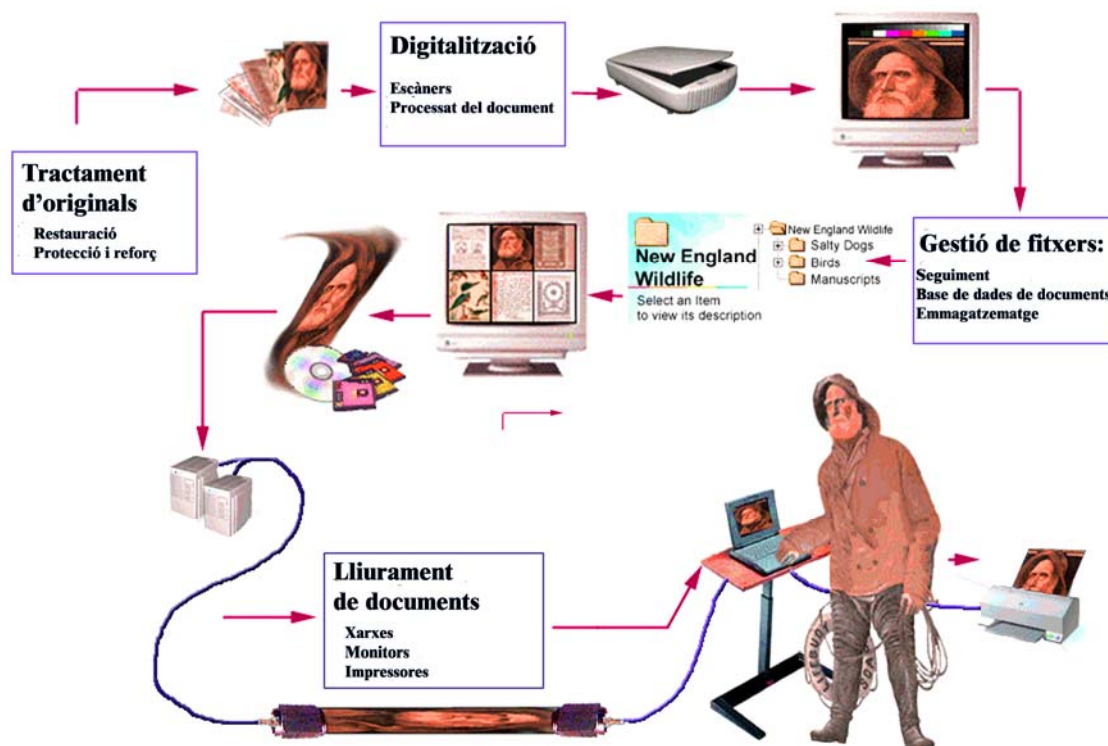 Tractament
d'originals
Restauració
Protecció i reforç
Digitalització
Escàners
Processat del document
Gestió de fitxers:
Seguiment
Base de dades de documents
Emmagatzematge
New England Wildlife
Salty Dogs
Birds
Manuscripts
New England
Wildlife
Select an Item
to view its description
Lliurament
de documents
Xarxes
Monitors
Impressores